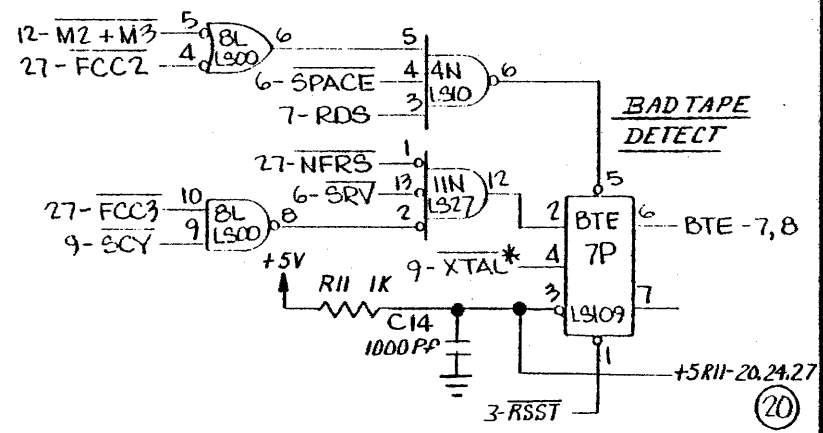 12-M2+M3 5 8L LS00 6
27-FCC2 4
5 4N LS10 6
6-SPACE 4
7-RDS 3
BAD TAPE
DETECT
27-NFRS 1
6-SRV 13 11N LS27 12
2
27-FCC3 10 8L LS00 8
9-SCY 9
5
2 BTE 6 BTE-7,8
7P
9-XTAL* 4
3 LS109 7
1
+5V
R11 1K
C14
1000Pf
+5R11-20.24.27
3-RSST
20